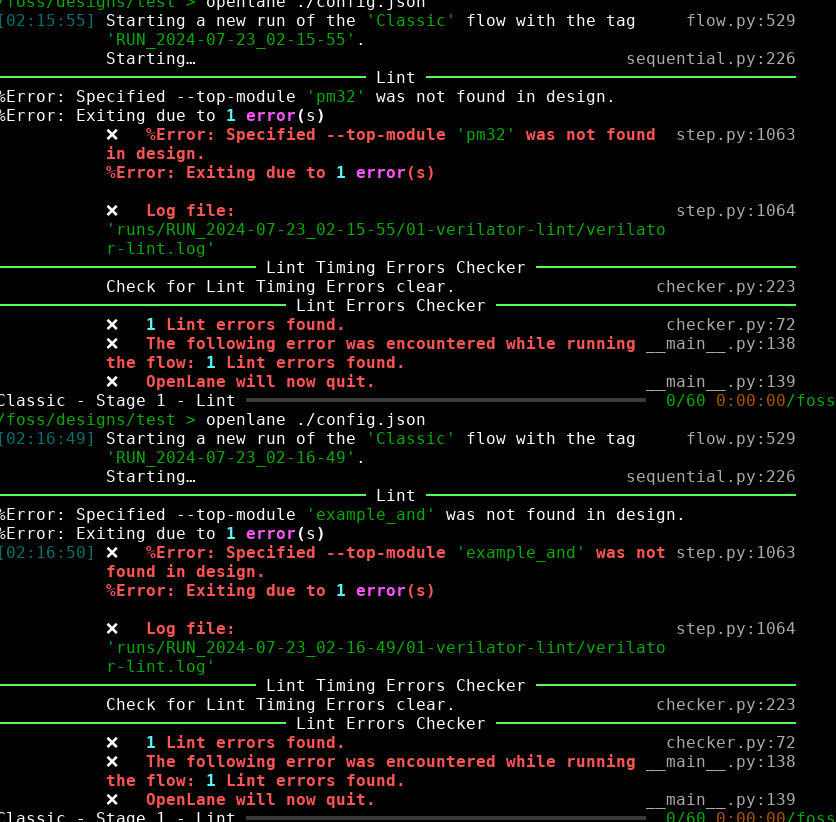 /foss/designs/test > openlane ./config.json
[02:15:55] Starting a new run of the 'Classic' flow with the tag flow.py:529
'RUN_2024-07-23_02-15-55'.
Starting… sequential.py:226
Lint
%Error: Specified --top-module 'pm32' was not found in design.
%Error: Exiting due to 1 error(s)
❌ %Error: Specified --top-module 'pm32' was not found step.py:1063
in design.
%Error: Exiting due to 1 error(s)
❌ Log file: step.py:1064
'runs/RUN_2024-07-23_02-15-55/01-verilator-lint/verilato
r-lint.log'
Lint Timing Errors Checker
Check for Lint Timing Errors clear. checker.py:223
Lint Errors Checker
❌ 1 Lint errors found. checker.py:72
❌ The following error was encountered while running __main__.py:138
the flow: 1 Lint errors found.
❌ OpenLane will now quit. __main__.py:139
Classic - Stage 1 - Lint 0/60 0:00:00/foss
/foss/designs/test > openlane ./config.json
[02:16:49] Starting a new run of the 'Classic' flow with the tag flow.py:529
'RUN_2024-07-23_02-16-49'.
Starting… sequential.py:226
Lint
%Error: Specified --top-module 'example_and' was not found in design.
%Error: Exiting due to 1 error(s)
[02:16:50] ❌ %Error: Specified --top-module 'example_and' was not step.py:1063
found in design.
%Error: Exiting due to 1 error(s)
❌ Log file: step.py:1064
'runs/RUN_2024-07-23_02-16-49/01-verilator-lint/verilato
r-lint.log'
Lint Timing Errors Checker
Check for Lint Timing Errors clear. checker.py:223
Lint Errors Checker
❌ 1 Lint errors found. checker.py:72
❌ The following error was encountered while running __main__.py:138
the flow: 1 Lint errors found.
❌ OpenLane will now quit. __main__.py:139
Classic - Stage 1 - Lint 0/60 0:00:00/foss